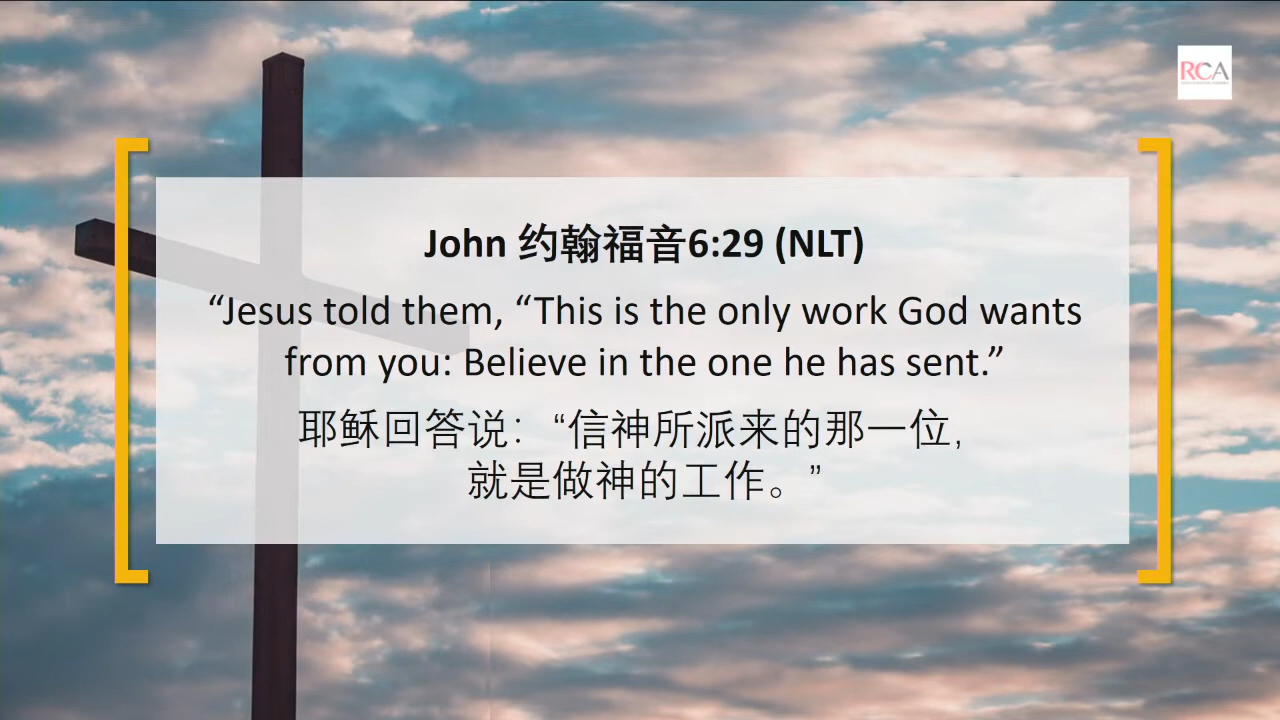 RCA
John 约翰福音6:29 (NLT)
“Jesus told them, “This is the only work God wants
from you: Believe in the one he has sent.”
耶稣回答说：“信神所派来的那一位,
就是做神的工作。”